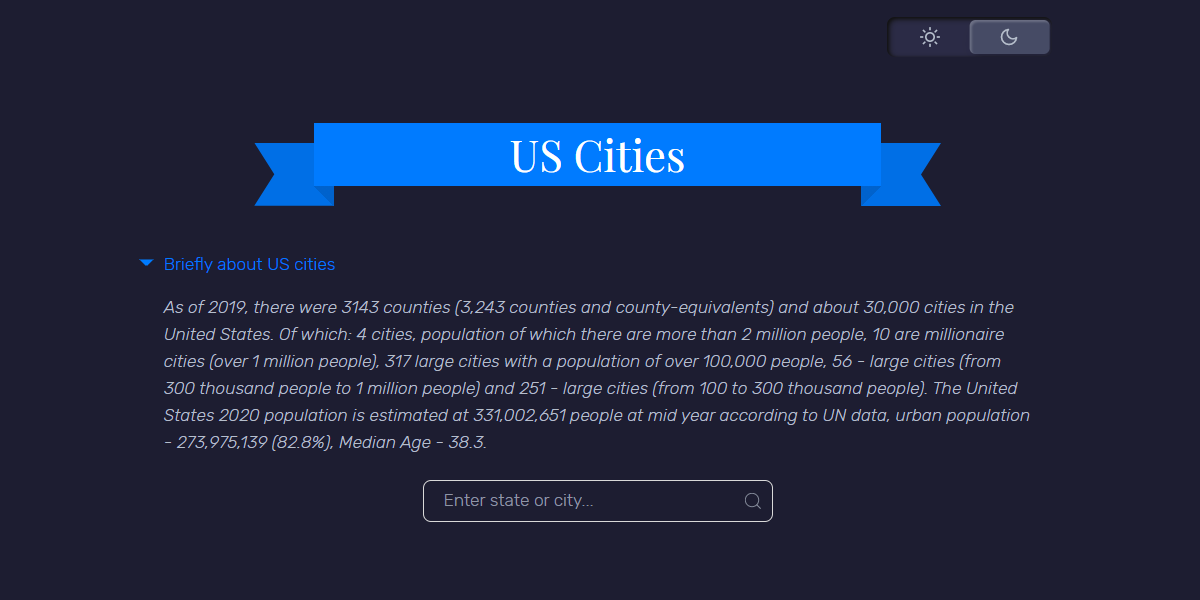 US Cities
Briefly about US cities
As of 2019, there were 3143 counties (3,243 counties and county-equivalents) and about 30,000 cities in the
United States. Of which: 4 cities, population of which there are more than 2 million people, 10 are millionaire
cities (over 1 million people), 317 large cities with a population of over 100,000 people, 56 - large cities (from
300 thousand people to 1 million people) and 251 - large cities (from 100 to 300 thousand people). The United
States 2020 population is estimated at 331,002,651 people at mid year according to UN data, urban population
- 273,975,139 (82.8%), Median Age - 38.3.
Enter state or city...